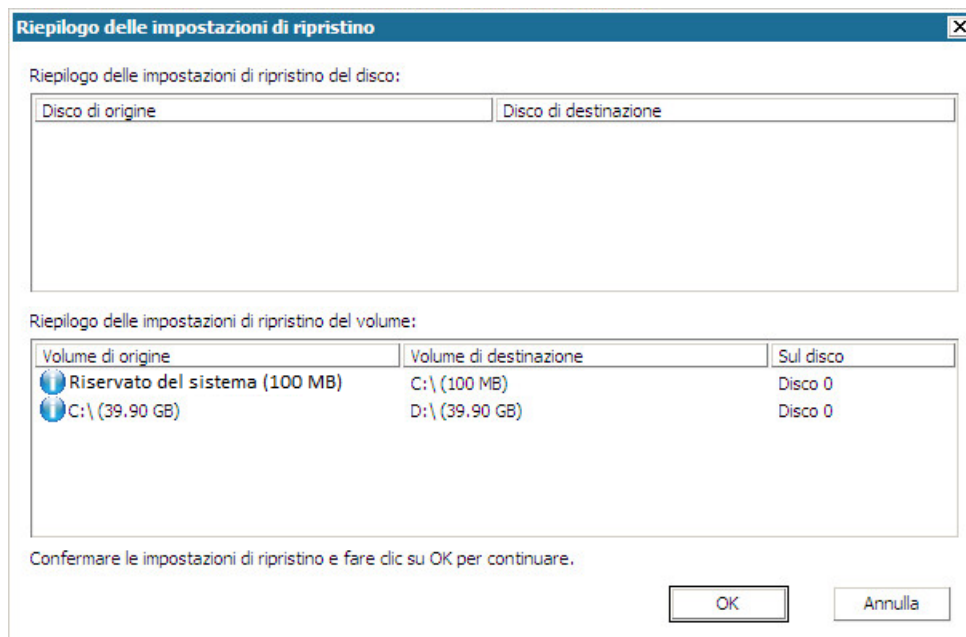 Riepilogo delle impostazioni di ripristino
Riepilogo delle impostazioni di ripristino del disco:
Disco di origine Disco di destinazione
Riepilogo delle impostazioni di ripristino del volume:
Volume di origine Volume di destinazione Sul disco
Riservato del sistema (100 MB) C:\ (100 MB) Disco 0
C:\ (39.90 GB) D:\ (39.90 GB) Disco 0
Confermare le impostazioni di ripristino e fare clic su OK per continuare.
OK Annulla